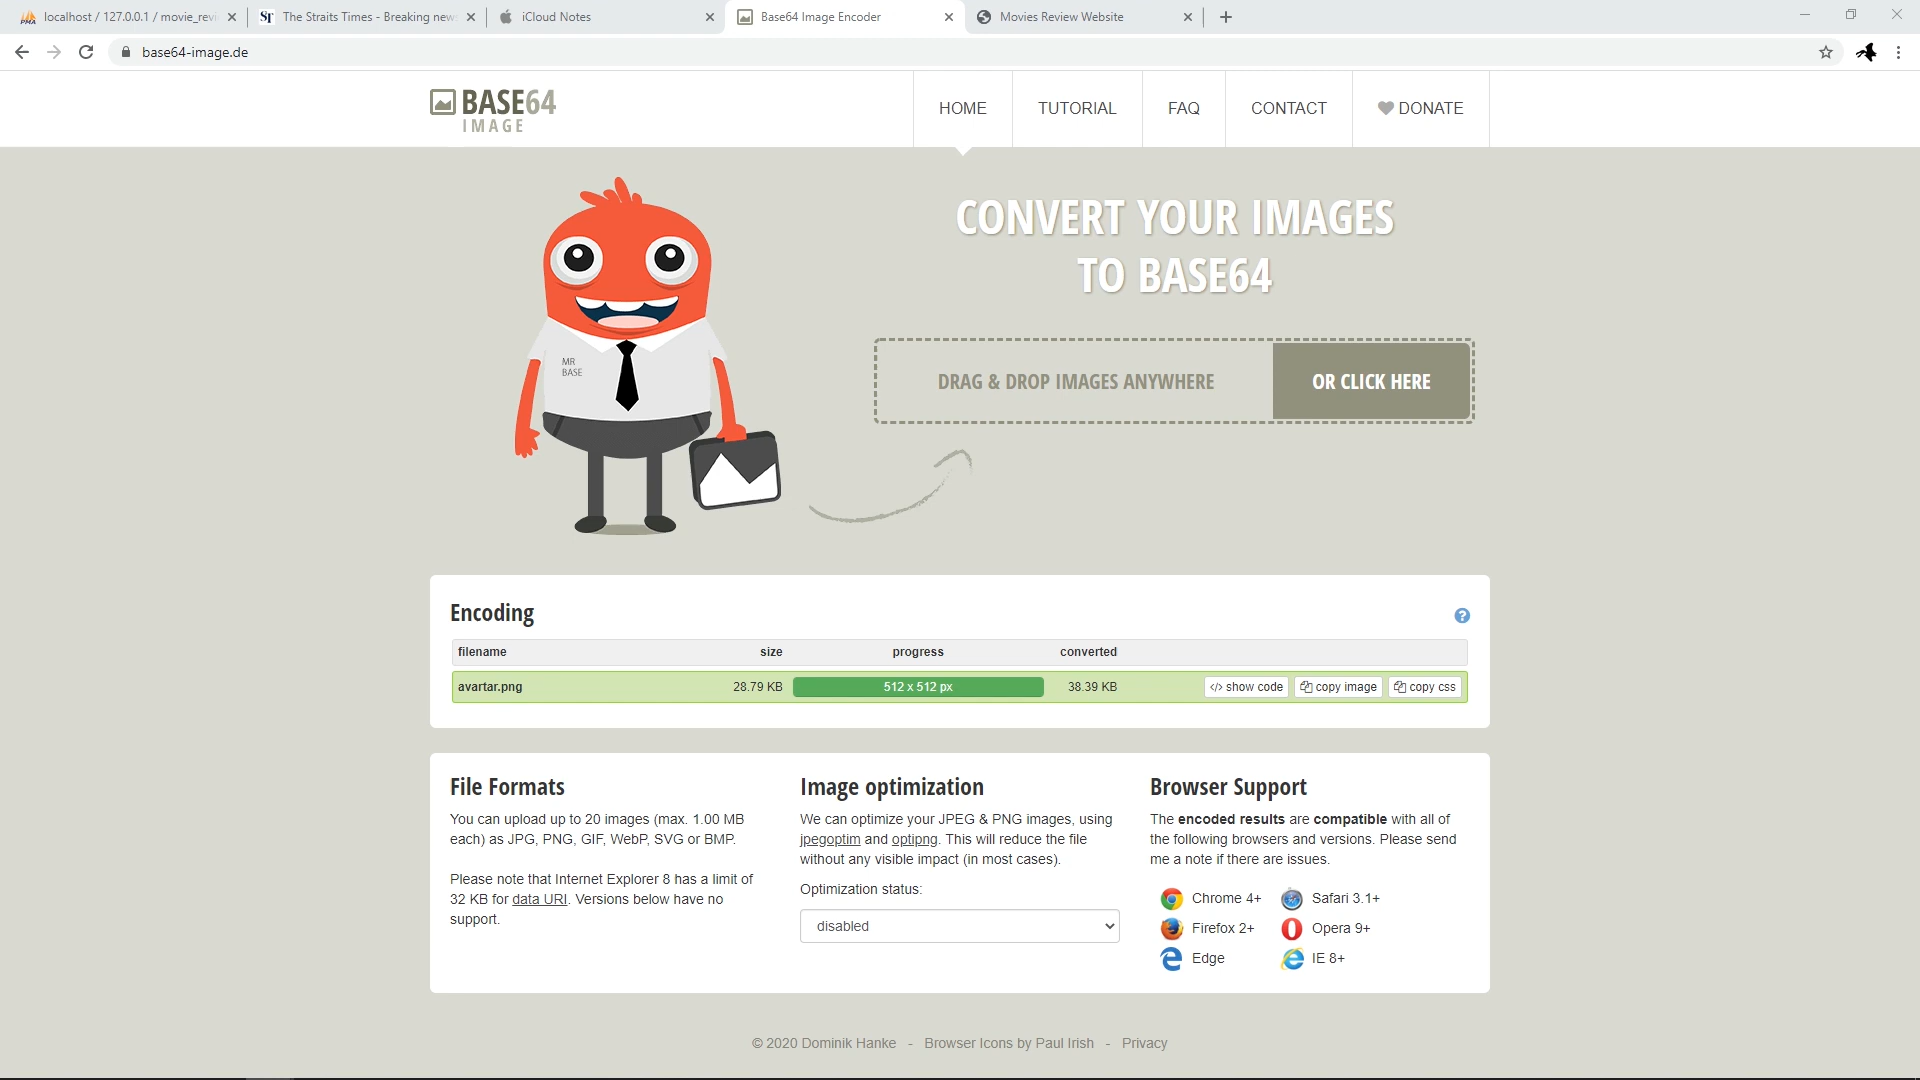 localhost / 127.0.0.1 / movie_revi
The Straits Times - Breaking news
iCloud Notes
Base64 Image Encoder
Movies Review Website
base64-image.de
BASE64
IMAGE
HOME
TUTORIAL
FAQ
CONTACT
DONATE
CONVERT YOUR IMAGES
TO BASE64
MR
BASE
DRAG & DROP IMAGES ANYWHERE
OR CLICK HERE
Encoding
filename size progress converted
avartar.png 28.79 KB 512 x 512 px 38.39 KB </> show code copy image copy css
File Formats
You can upload up to 20 images (max. 1.00 MB
each) as JPG, PNG, GIF, WebP, SVG or BMP.
Please note that Internet Explorer 8 has a limit of
32 KB for data URI. Versions below have no
support.
Image optimization
We can optimize your JPEG & PNG images, using
jpegoptim and optipng. This will reduce the file
without any visible impact (in most cases).
Optimization status:
disabled
Browser Support
The encoded results are compatible with all of
the following browsers and versions. Please send
me a note if there are issues.
Chrome 4+ Safari 3.1+
Firefox 2+ Opera 9+
Edge IE 8+
© 2020 Dominik Hanke - Browser Icons by Paul Irish - Privacy